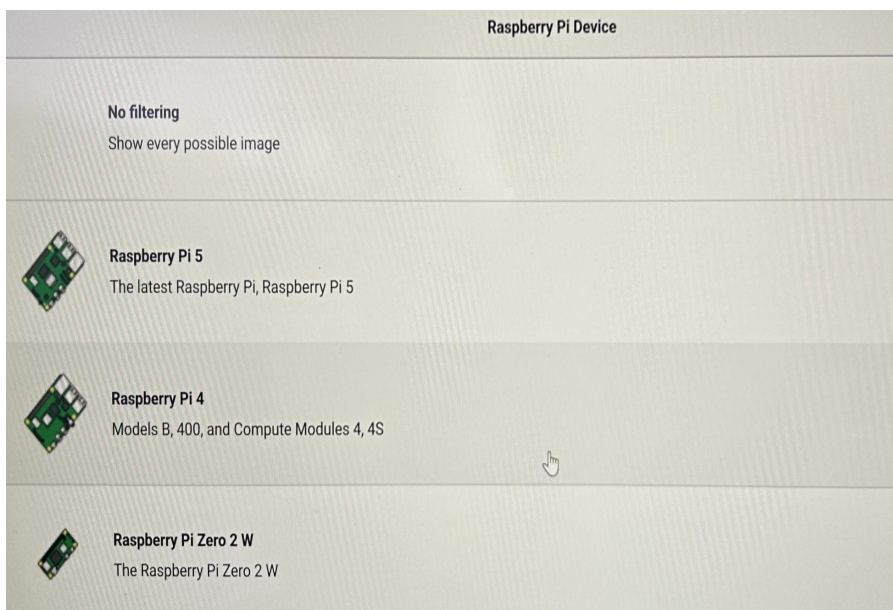 Raspberry Pi Device
No filtering
Show every possible image
Raspberry Pi 5
The latest Raspberry Pi, Raspberry Pi 5
Raspberry Pi 4
Models B, 400, and Compute Modules 4, 4S
Raspberry Pi Zero 2 W
The Raspberry Pi Zero 2 W